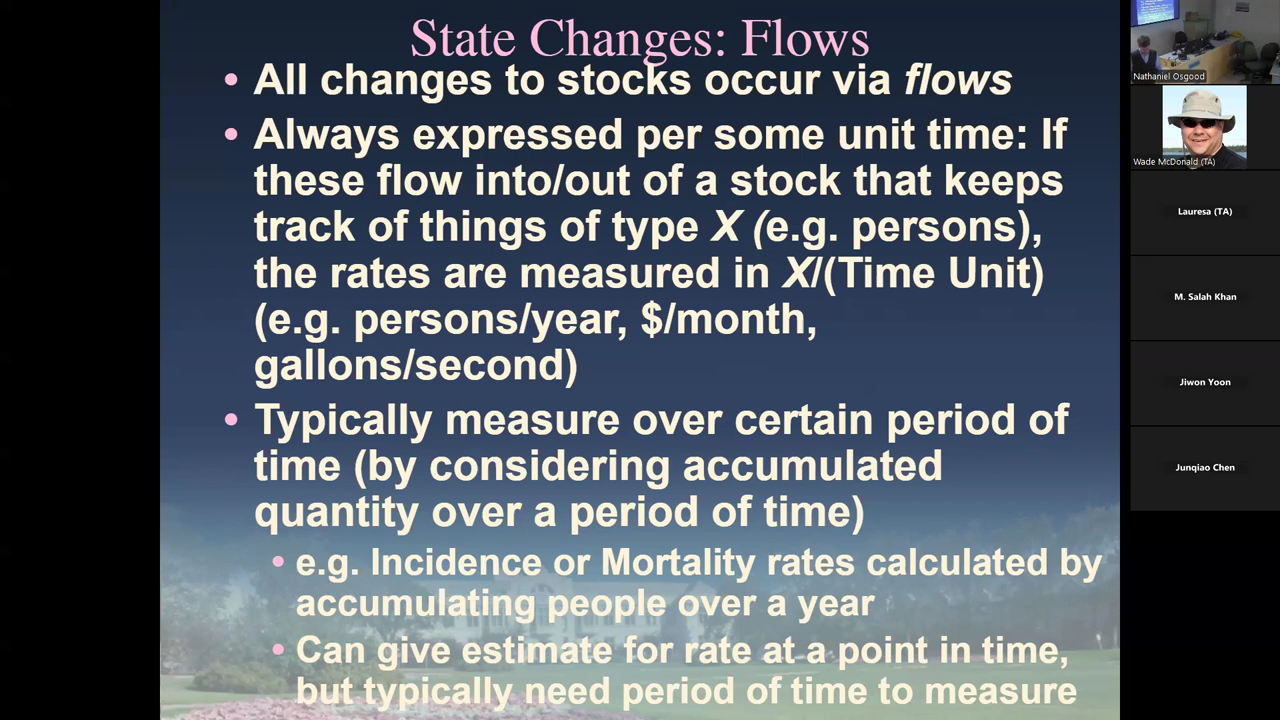 State Changes: Flows
• All changes to stocks occur via flows
• Always expressed per some unit time: If
these flow into/out of a stock that keeps
track of things of type X (e.g. persons),
the rates are measured in X/(Time Unit)
(e.g. persons/year, $/month,
gallons/second)
• Typically measure over certain period of
time (by considering accumulated
quantity over a period of time)
• e.g. Incidence or Mortality rates calculated by
accumulating people over a year
• Can give estimate for rate at a point in time,
but typically need period of time to measure
Nathaniel Osgood
Wade McDonald (TA)
Lauresa (TA)
M. Salah Khan
Jiwon Yoon
Junqiao Chen